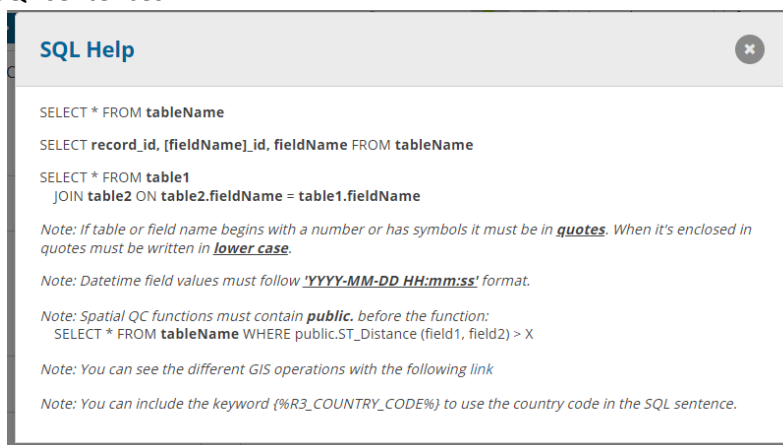 SQL Help
SELECT * FROM tableName
SELECT record_id, [fieldName]_id, fieldName FROM tableName
SELECT * FROM table1
JOIN table2 ON table2.fieldName = table1.fieldName
Note: If table or field name begins with a number or has symbols it must be in quotes. When it's enclosed in
quotes must be written in lower case.
Note: Datetime field values must follow 'YYYY-MM-DD HH:mm:ss' format.
Note: Spatial QC functions must contain public. before the function:
SELECT * FROM tableName WHERE public.ST_Distance (field1, field2) > X
Note: You can see the different GIS operations with the following link
Note: You can include the keyword {%R3_COUNTRY_CODE%} to use the country code in the SQL sentence.